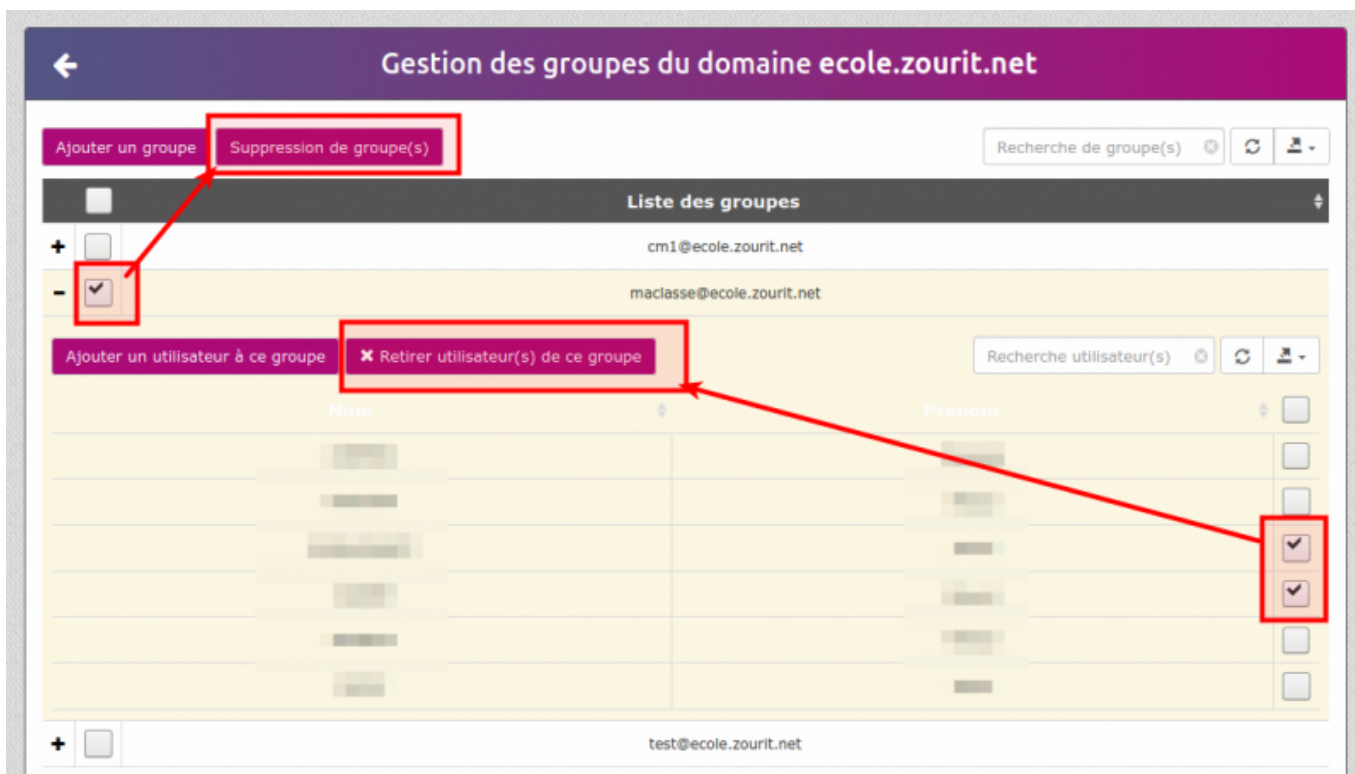 Gestion des groupes du domaine ecole.zourit.net
Ajouter un groupe Suppression de groupe(s) Recherche de groupe(s)
Liste des groupes
cm1@ecole.zourit.net
maclasse@ecole.zourit.net
Ajouter un utilisateur à ce groupe Retirer utilisateur(s) de ce groupe Recherche utilisateur(s)
Nom Prenom
test@ecole.zourit.net